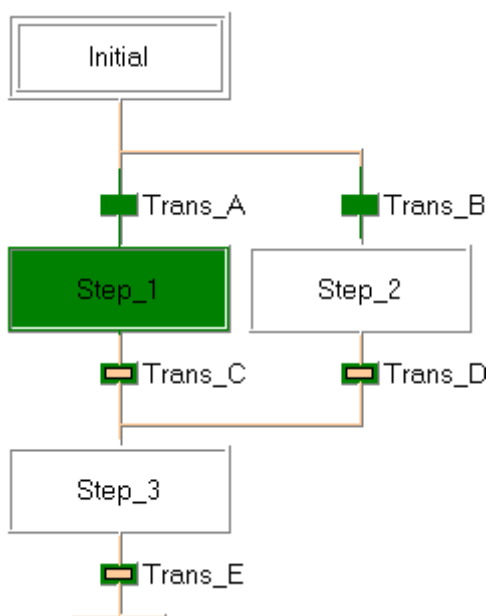 Initial
Trans_A
Trans_B
Step_1
Step_2
Trans_C
Trans_D
Step_3
Trans_E